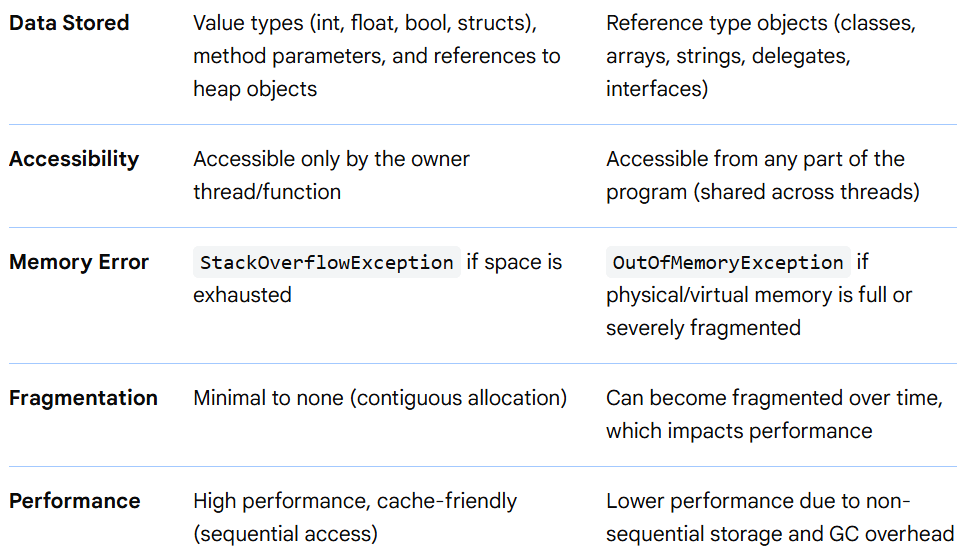 Data Stored
Value types (int, float, bool, structs),
method parameters, and references to
heap objects
Reference type objects (classes,
arrays, strings, delegates,
interfaces)
Accessibility
Accessible only by the owner
thread/function
Accessible from any part of the
program (shared across threads)
Memory Error
StackOverflowException if space is
exhausted
OutOfMemoryException if
physical/virtual memory is full or
severely fragmented
Fragmentation
Minimal to none (contiguous allocation)
Can become fragmented over time,
which impacts performance
Performance
High performance, cache-friendly
(sequential access)
Lower performance due to non-
sequential storage and GC overhead